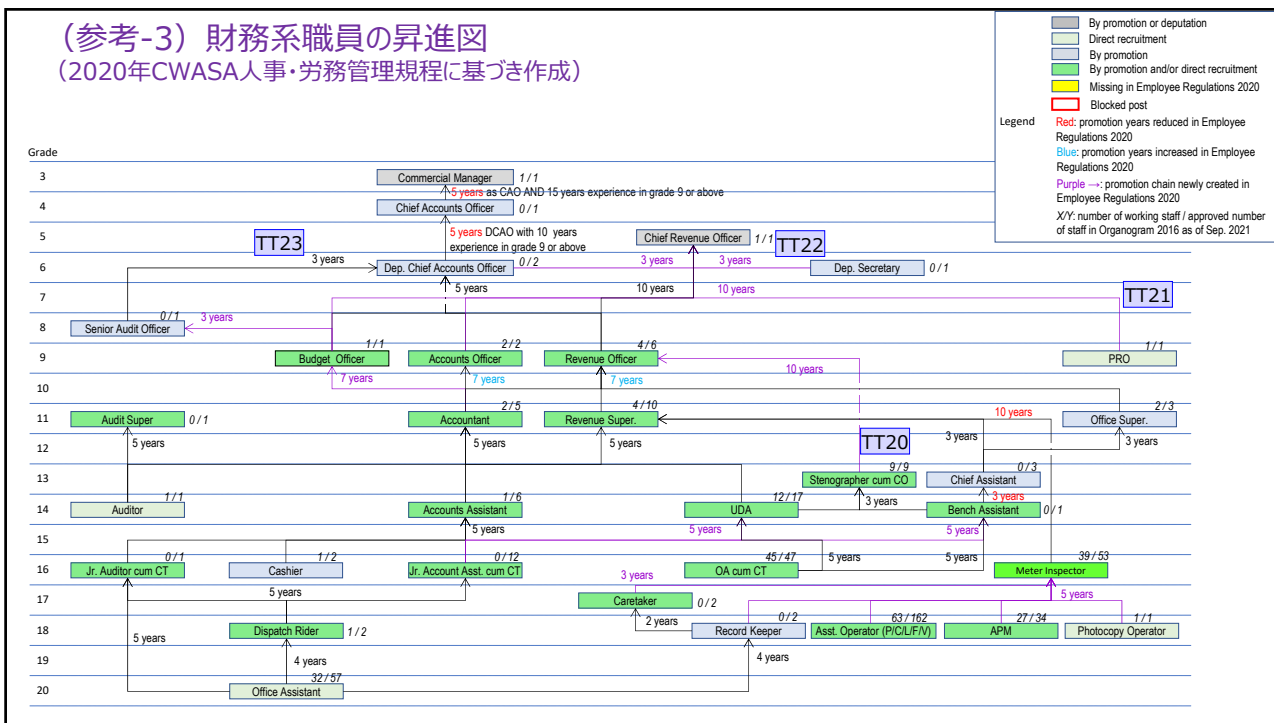 （参考-3）財務系職員の昇進図
（2020年CWASA人事・労務管理規程に基づき作成）
By promotion or deputation
Direct recruitment
By promotion
By promotion and/or direct recruitment
Missing in Employee Regulations 2020
Blocked post
Legend
Red: promotion years reduced in Employee
Regulations 2020
Blue: promotion years increased in Employee
Regulations 2020
Purple →: promotion chain newly created in
Employee Regulations 2020
X/Y: number of working staff / approved number
of staff in Organogram 2016 as of Sep. 2021
Grade
3
Commercial Manager
1 / 1
5 years as CAO AND 15 years experience in grade 9 or above
4
Chief Accounts Officer
0 / 1
5
5 years DCAO with 10 years
experience in grade 9 or above
Chief Revenue Officer
1 / 1
TT23
TT22
3 years
3 years
3 years
6
Dep. Chief Accounts Officer
0 / 2
Dep. Secretary
0 / 1
5 years
10 years
10 years
7
TT21
8
Senior Audit Officer
0 / 1
3 years
9
Budget Officer
1 / 1
Accounts Officer
2 / 2
Revenue Officer
4 / 6
PRO
1 / 1
7 years
7 years
7 years
10 years
10
11
Audit Super
0 / 1
Accountant
2 / 5
Revenue Super.
4 / 10
10 years
Office Super.
2 / 3
5 years
5 years
5 years
3 years
3 years
12
TT20
13
Stenographer cum CO
9 / 9
Chief Assistant
0 / 3
3 years
3 years
14
Auditor
1 / 1
Accounts Assistant
1 / 6
UDA
12 / 17
Bench Assistant
0 / 1
5 years
5 years
5 years
15
5 years
5 years
16
Jr. Auditor cum CT
0 / 1
Cashier
1 / 2
Jr. Account Asst. cum CT
0 / 12
OA cum CT
45 / 47
Meter Inspector
39 / 53
5 years
3 years
5 years
17
Caretaker
0 / 2
2 years
18
5 years
Dispatch Rider
1 / 2
Record Keeper
0 / 2
Asst. Operator (P/C/L/F/V)
63 / 162
APM
27 / 34
Photocopy Operator
1 / 1
19
4 years
4 years
20
Office Assistant
32 / 57